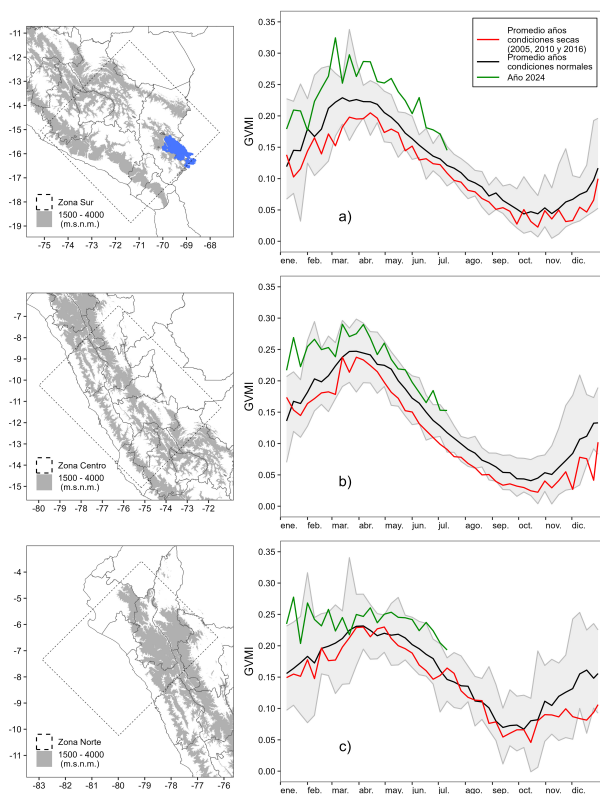 -11
-12
-13
-14
-15
-16
-17
-18
-19
-75 -74 -73 -72 -71 -70 -69 -68 -67
Zona Sur
1500 - 4000
(m.s.n.m.)
0.35
0.30
0.25
0.20
0.15
0.10
0.05
0.00
GVMI
Promedio años
condiciones secas
(2005, 2010 y 2016)
Promedio años
condiciones normales
Año 2024
a)
ene. feb. mar. abr. may. jun. jul. ago. sep. oct. nov. dic.
-7
-8
-9
-10
-11
-12
-13
-14
-15
-80 -79 -78 -77 -76 -75 -74 -73 -72 -71
Zona Centro
1500 - 4000
(m.s.n.m.)
0.35
0.30
0.25
0.20
0.15
0.10
0.05
0.00
GVMI
b)
ene. feb. mar. abr. may. jun. jul. ago. sep. oct. nov. dic.
-4
-5
-6
-7
-8
-9
-10
-11
-83 -82 -81 -80 -79 -78 -77 -76
Zona Norte
1500 - 4000
(m.s.n.m.)
0.35
0.30
0.25
0.20
0.15
0.10
0.05
0.00
GVMI
c)
ene. feb. mar. abr. may. jun. jul. ago. sep. oct. nov. dic.